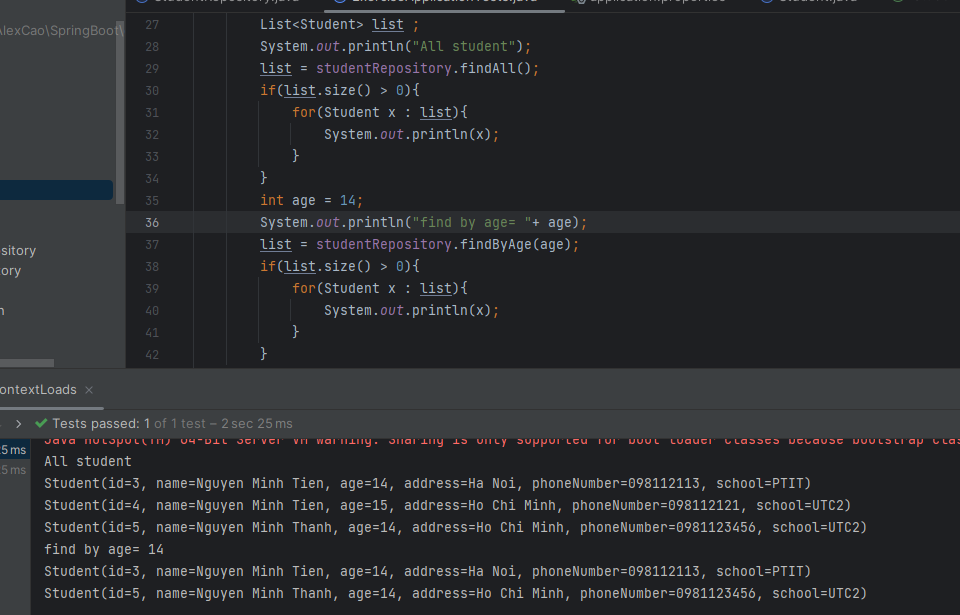 AlexCao\SpringBoot\
27 List<Student> list ;
28 System.out.println("All student");
29 list = studentRepository.findAll();
30 if(list.size() > 0){
31 for(Student x : list){
32 System.out.println(x);
33 }
34 }
35 int age = 14;
36 System.out.println("find by age= "+ age);
37 list = studentRepository.findByAge(age);
38 if(list.size() > 0){
39 for(Student x : list){
40 System.out.println(x);
41 }
42 }
sitory
ory
ontextLoads ×
Tests passed: 1 of 1 test – 2 sec 25 ms
Java HotSpot(TM) 64-Bit Server VM warning: Sharing is only supported for boot loader classes because bootstrap clas
5 ms
5 ms
All student
Student(id=3, name=Nguyen Minh Tien, age=14, address=Ha Noi, phoneNumber=098112113, school=PTIT)
Student(id=4, name=Nguyen Minh Tien, age=15, address=Ho Chi Minh, phoneNumber=098112121, school=UTC2)
Student(id=5, name=Nguyen Minh Thanh, age=14, address=Ho Chi Minh, phoneNumber=0981123456, school=UTC2)
find by age= 14
Student(id=3, name=Nguyen Minh Tien, age=14, address=Ha Noi, phoneNumber=098112113, school=PTIT)
Student(id=5, name=Nguyen Minh Thanh, age=14, address=Ho Chi Minh, phoneNumber=0981123456, school=UTC2)